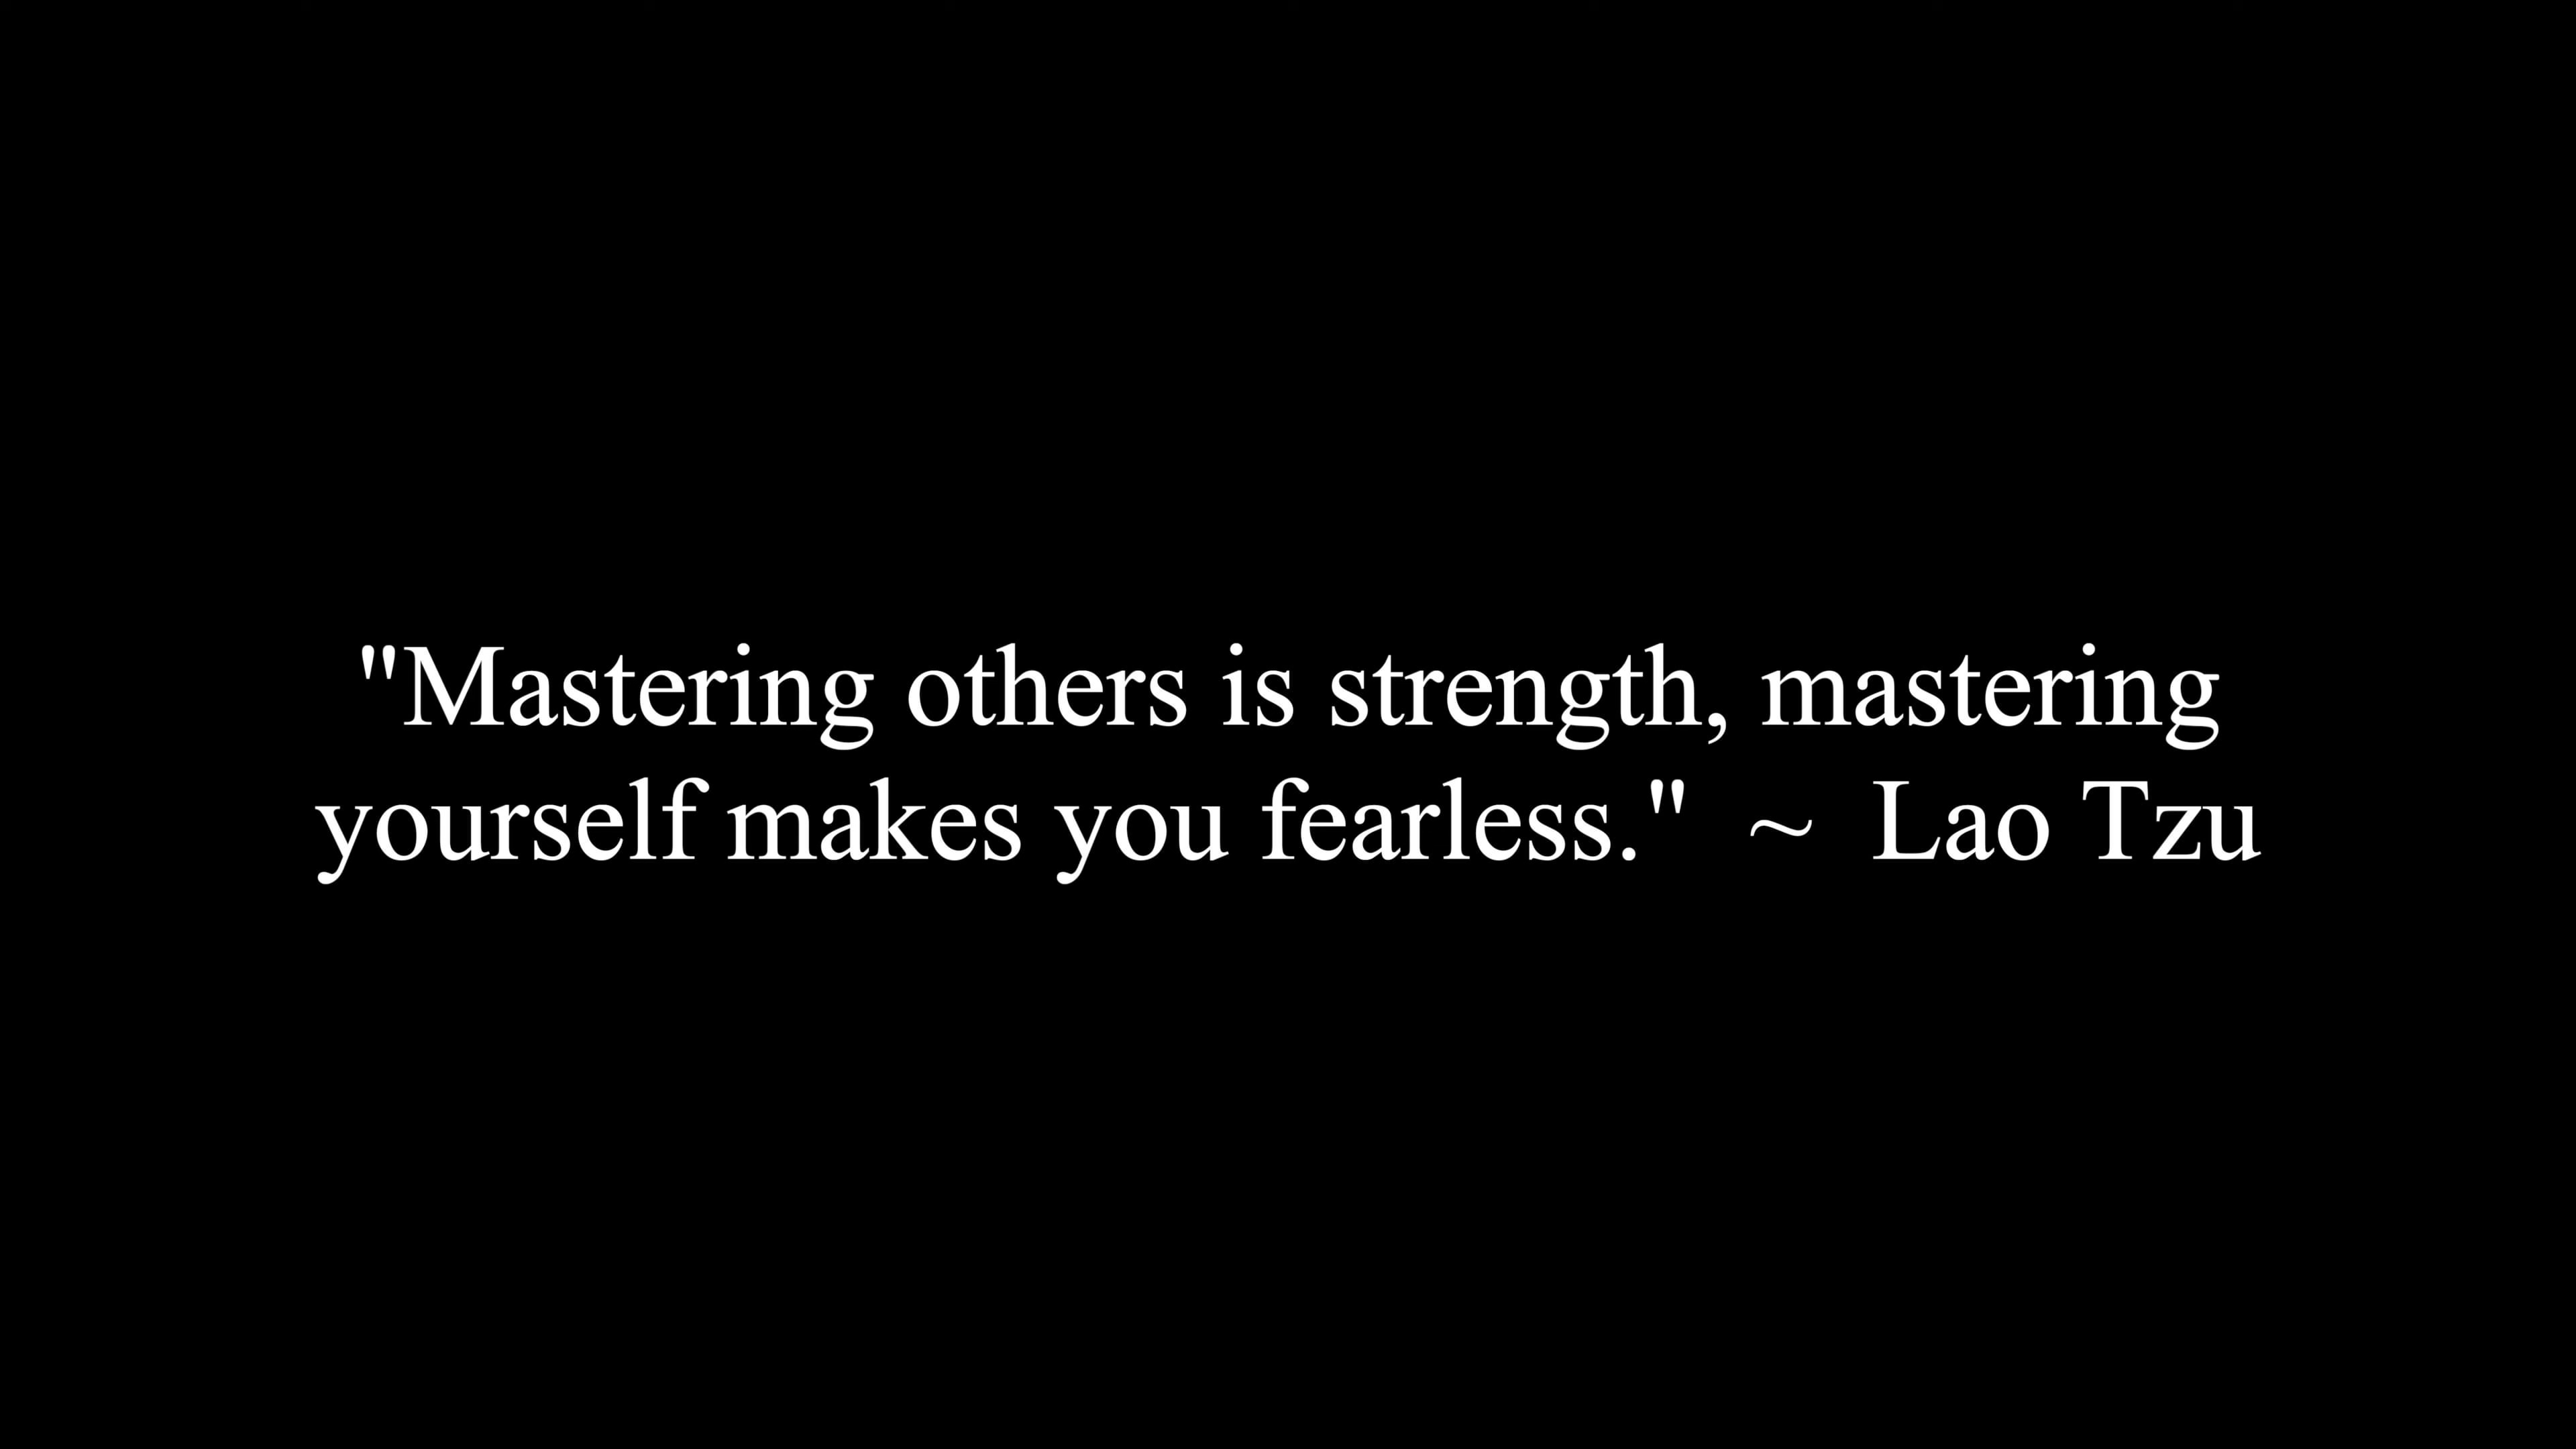 "Mastering others is strength, mastering
yourself makes you fearless."  ~  Lao Tzu